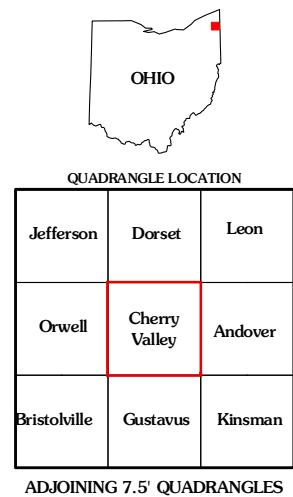 OHIO
QUADRANGLE LOCATION
Jefferson Dorset Leon
Orwell Cherry Valley Andover
Bristolville Gustavus Kinsman
ADJOINING 7.5' QUADRANGLES